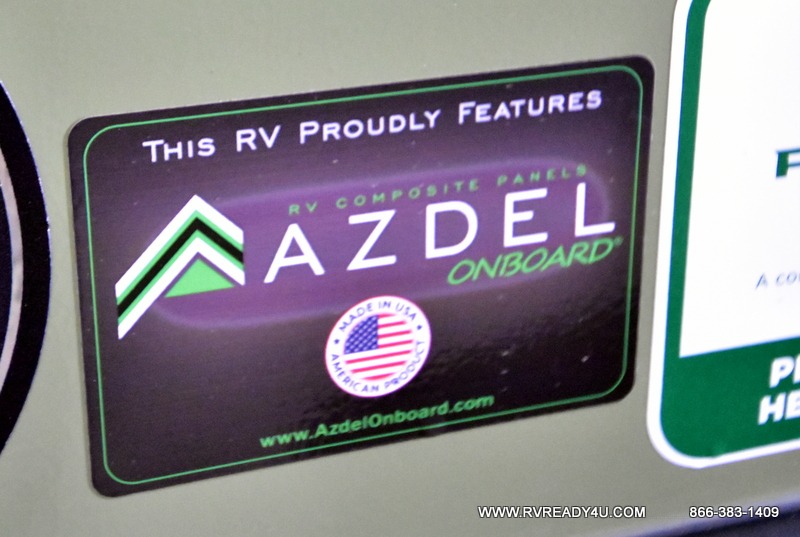 THIS RV PROUDLY FEATURES
RV COMPOSITE PANELS
AZDEL
ONBOARD®
MADE IN USA
AMERICAN PRODUCT
www.AzdelOnboard.com
WWW.RVREADY4U.COM 866-383-1409